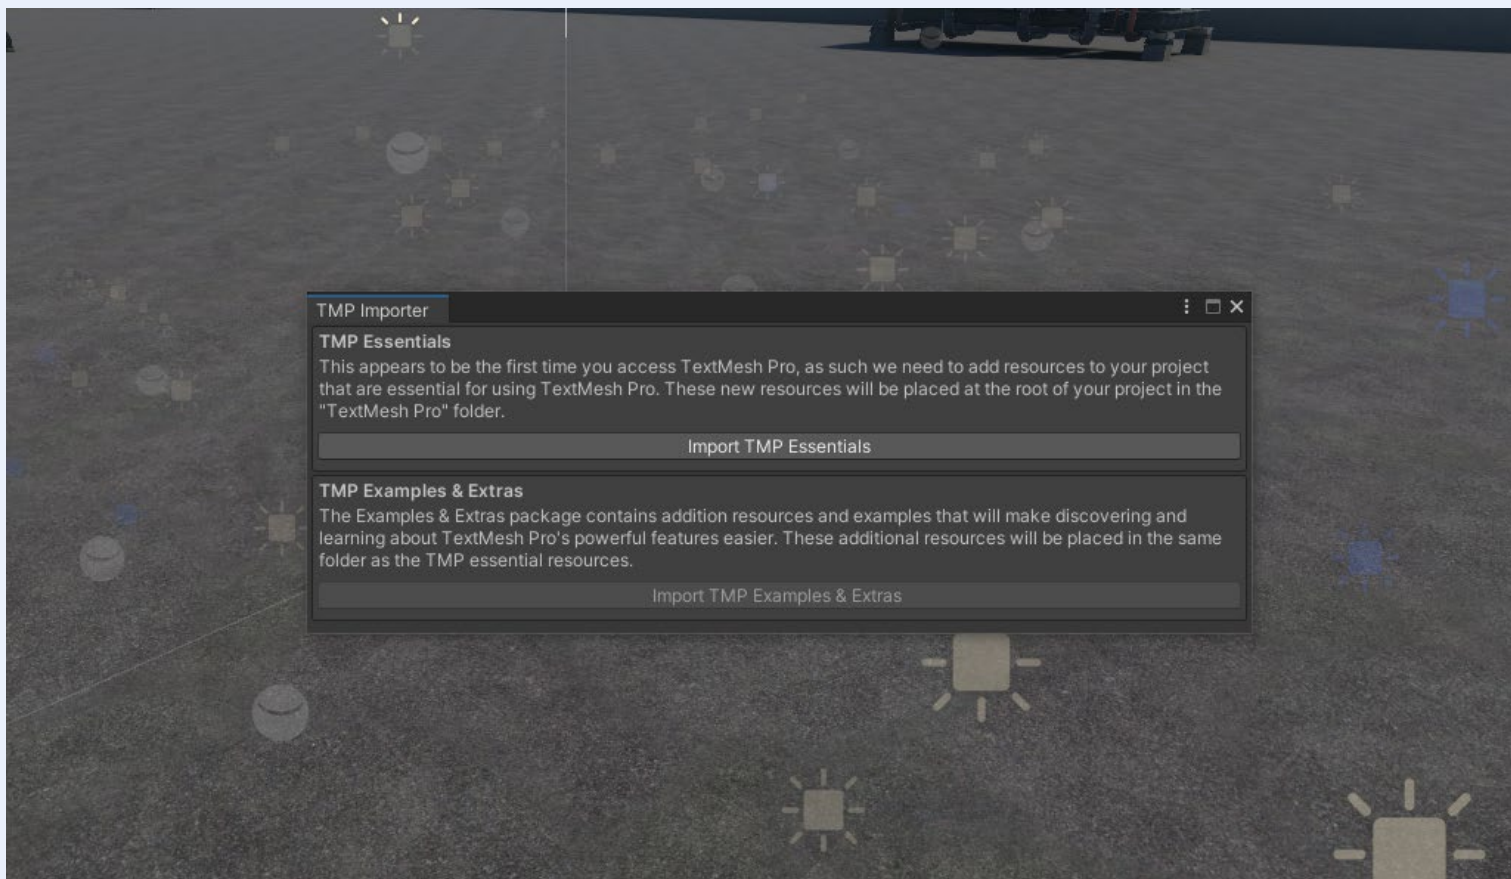 TMP Importer
TMP Essentials
This appears to be the first time you access TextMesh Pro, as such we need to add resources to your project
that are essential for using TextMesh Pro. These new resources will be placed at the root of your project in the
"TextMesh Pro" folder.
Import TMP Essentials
TMP Examples & Extras
The Examples & Extras package contains addition resources and examples that will make discovering and
learning about TextMesh Pro's powerful features easier. These additional resources will be placed in the same
folder as the TMP essential resources.
Import TMP Examples & Extras